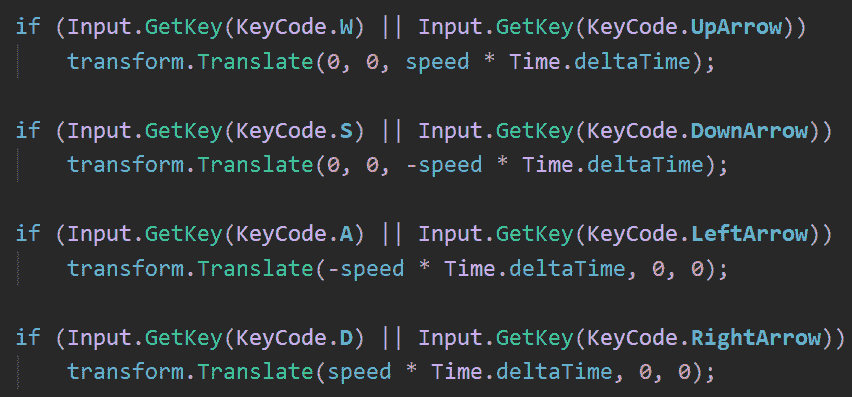 if (Input.GetKey(KeyCode.W) || Input.GetKey(KeyCode.UpArrow))
transform.Translate(0, 0, speed * Time.deltaTime);
if (Input.GetKey(KeyCode.S) || Input.GetKey(KeyCode.DownArrow))
transform.Translate(0, 0, -speed * Time.deltaTime);
if (Input.GetKey(KeyCode.A) || Input.GetKey(KeyCode.LeftArrow))
transform.Translate(-speed * Time.deltaTime, 0, 0);
if (Input.GetKey(KeyCode.D) || Input.GetKey(KeyCode.RightArrow))
transform.Translate(speed * Time.deltaTime, 0, 0);